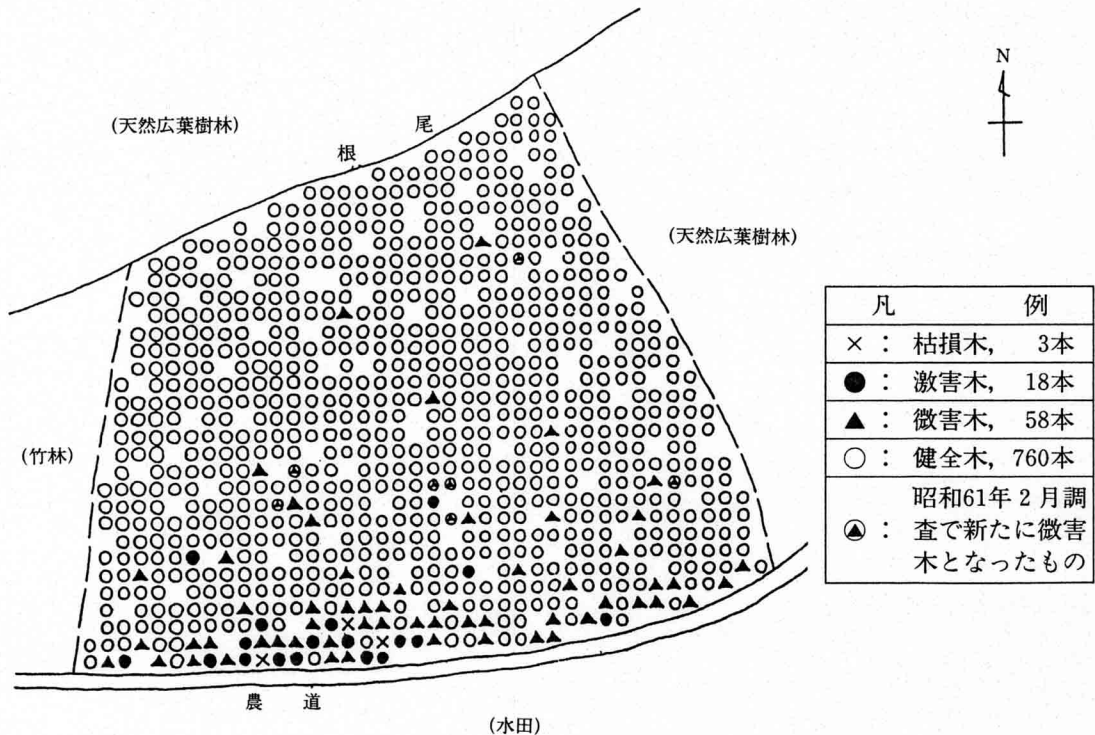 N
(天然広葉樹林)
尾
根
(天然広葉樹林)
(竹林)
凡 例
×: 枯損木, 3本
●: 激害木, 18本
▲: 微害木, 58本
○: 健全木, 760本
昭和61年2月調
: 査で新たに微害
木となったもの
農 道
(水田)